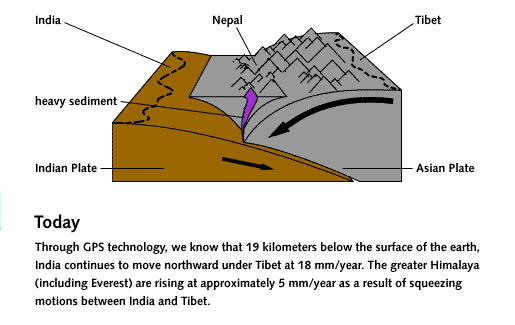 India
Nepal
Tibet
heavy sediment
Indian Plate
Asian Plate
Today
Through GPS technology, we know that 19 kilometers below the surface of the earth,
India continues to move northward under Tibet at 18 mm/year. The greater Himalaya
(including Everest) are rising at approximately 5 mm/year as a result of squeezing
motions between India and Tibet.